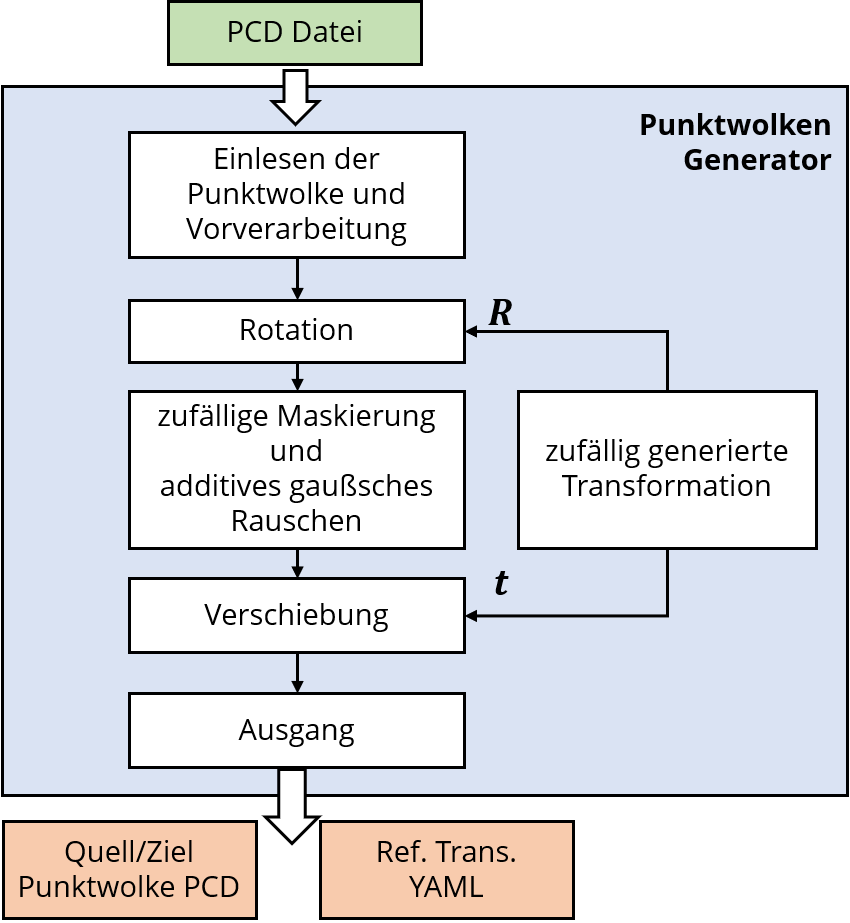 PCD Datei
Punktwolken
Generator
Einlesen der
Punktwolke und
Vorverarbeitung
Rotation
R
zufällige Maskierung
und
additives gaußsches
Rauschen
zufällig generierte
Transformation
Verschiebung
t
Ausgang
Quell/Ziel
Punktwolke PCD
Ref. Trans.
YAML